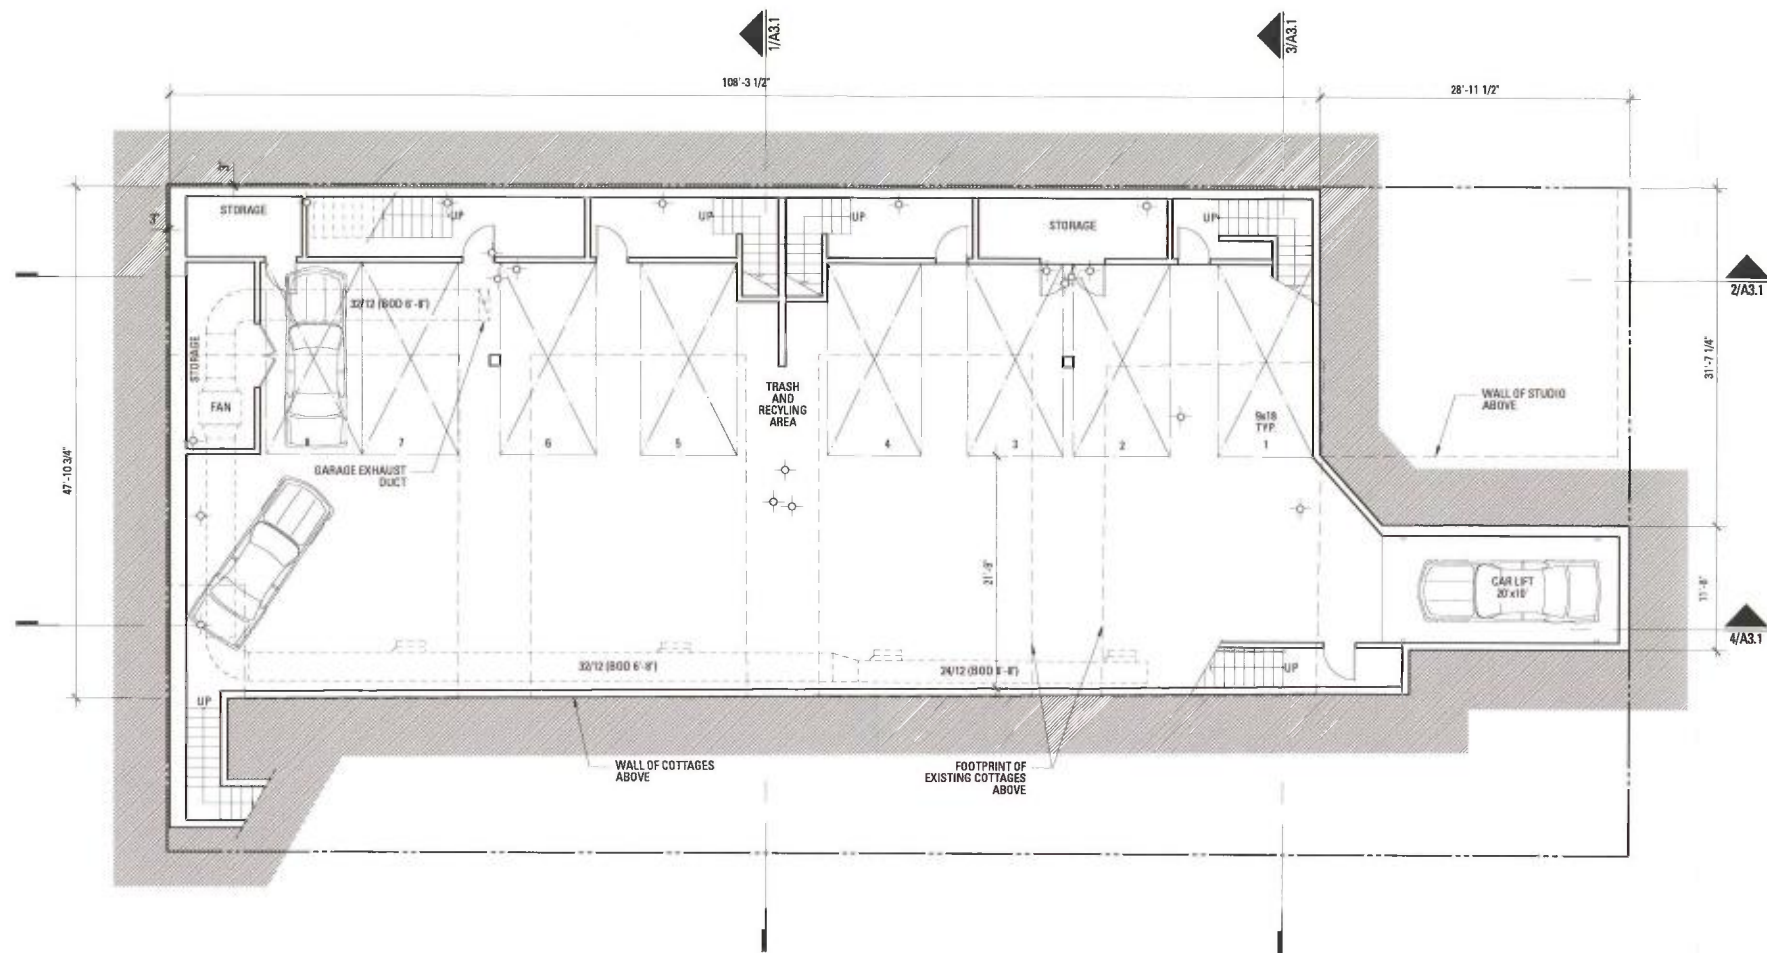 1/A3.1
3/A3.1
108'-3 1/2"
28'-11 1/2"
3"
3"
STORAGE
UP
UP
UP
STORAGE
UP
2/A3.1
32/12 (BOD 6'-8")
STORAGE
FAN
TRASH
AND
RECYLING
AREA
31'-7 1/4"
WALL OF STUDIO
ABOVE
9x18
TYP.
8
7
6
5
4
3
2
1
GARAGE EXHAUST
DUCT
47'-10 3/4"
21'-9"
CAR LIFT
20'x10'
11'-8"
4/A3.1
32/12 (BOD 6'-8")
24/12 (BOD 6'-8")
UP
UP
WALL OF COTTAGES
ABOVE
FOOTPRINT OF
EXISTING COTTAGES
ABOVE